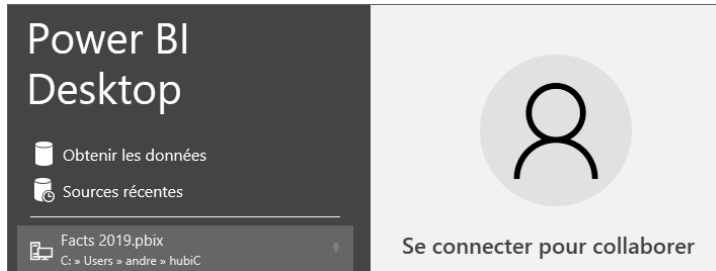 Power BI
Desktop
Obtenir les données
Sources récentes
Facts 2019.pbix
C: » Users » andre » hubiC
Se connecter pour collaborer